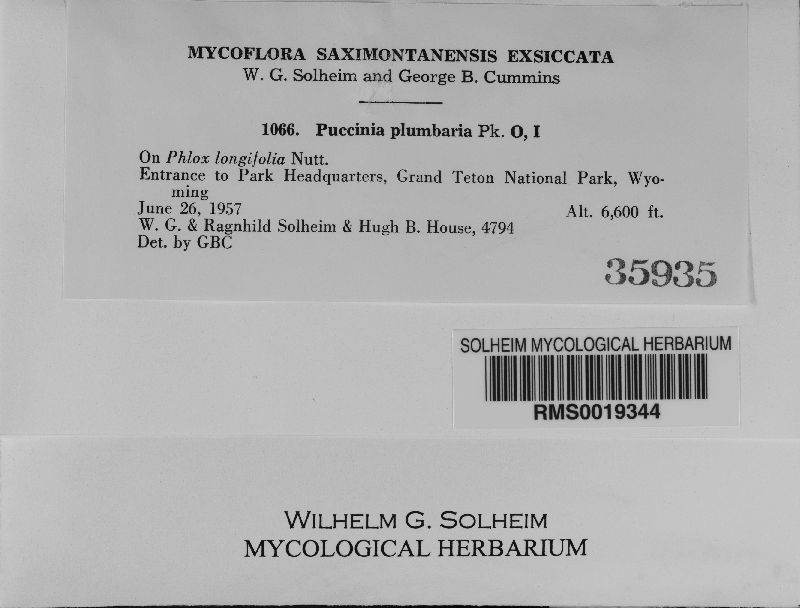 MYCOFLORA SAXIMONTANENSIS EXSICCATA
W. G. Solheim and George B. Cummins
1066. Puccinia plumbaria Pk. O, I
On Phlox longifolia Nutt.
Entrance to Park Headquarters, Grand Teton National Park, Wyo-
ming
June 26, 1957 Alt. 6,600 ft.
W. G. & Ragnhild Solheim & Hugh B. House, 4794
Det. by GBC
35935
SOLHEIM MYCOLOGICAL HERBARIUM
RMS0019344
WILHELM G. SOLHEIM
MYCOLOGICAL HERBARIUM